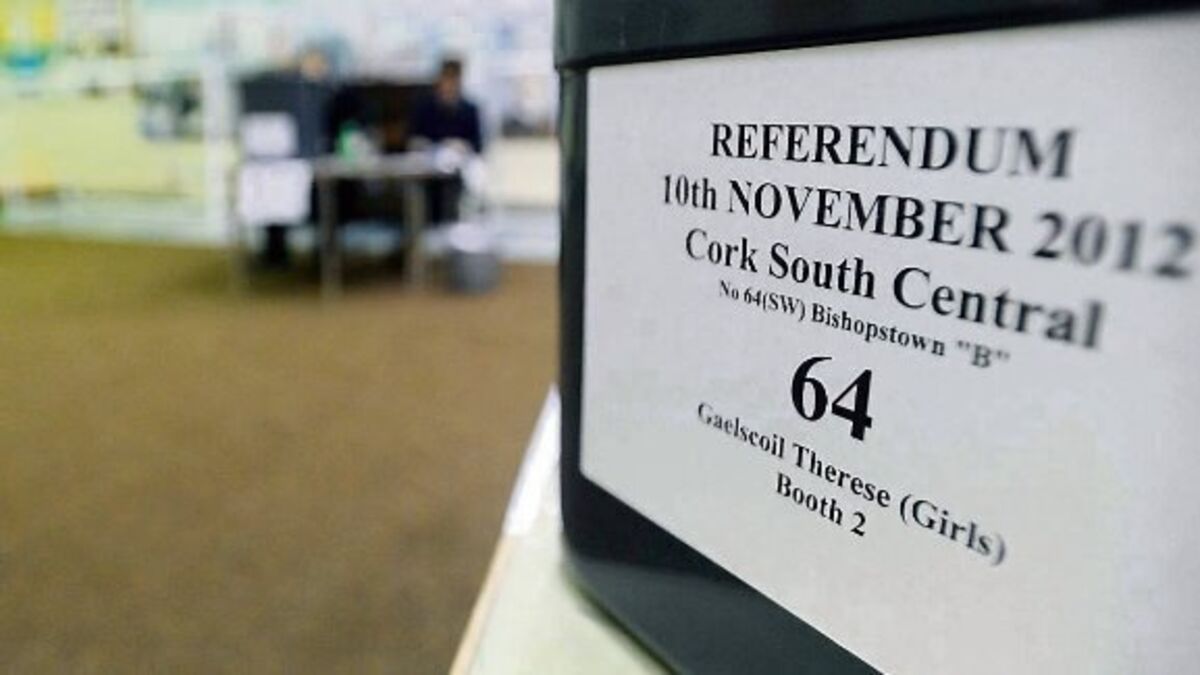 REFERENDUM
10th NOVEMBER 2012
Cork South Central
No 64(SW) Bishopstown "B"
64
Gaelscoil Therese (Girls)
Booth 2